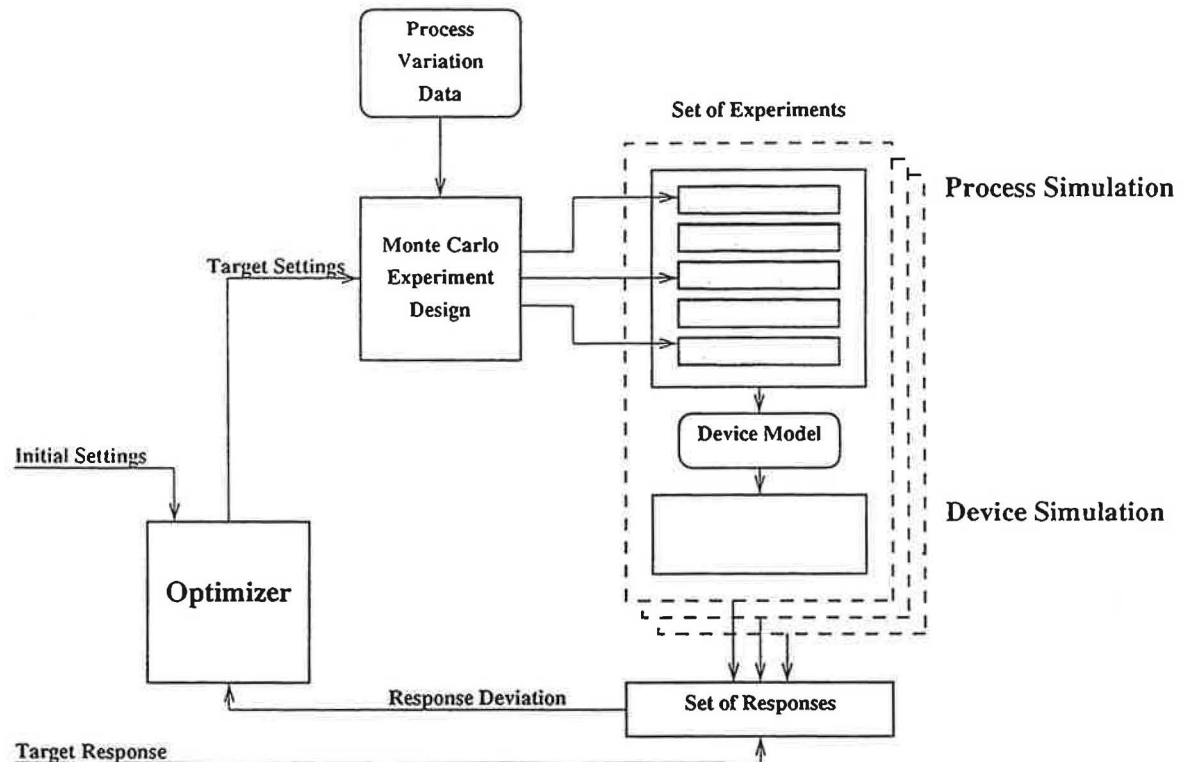 Process
Variation
Data
Set of Experiments
Process Simulation
Monte Carlo
Experiment
Design
Target Settings
Device Model
Initial Settings
Device Simulation
Optimizer
Response Deviation
Set of Responses
Target Response